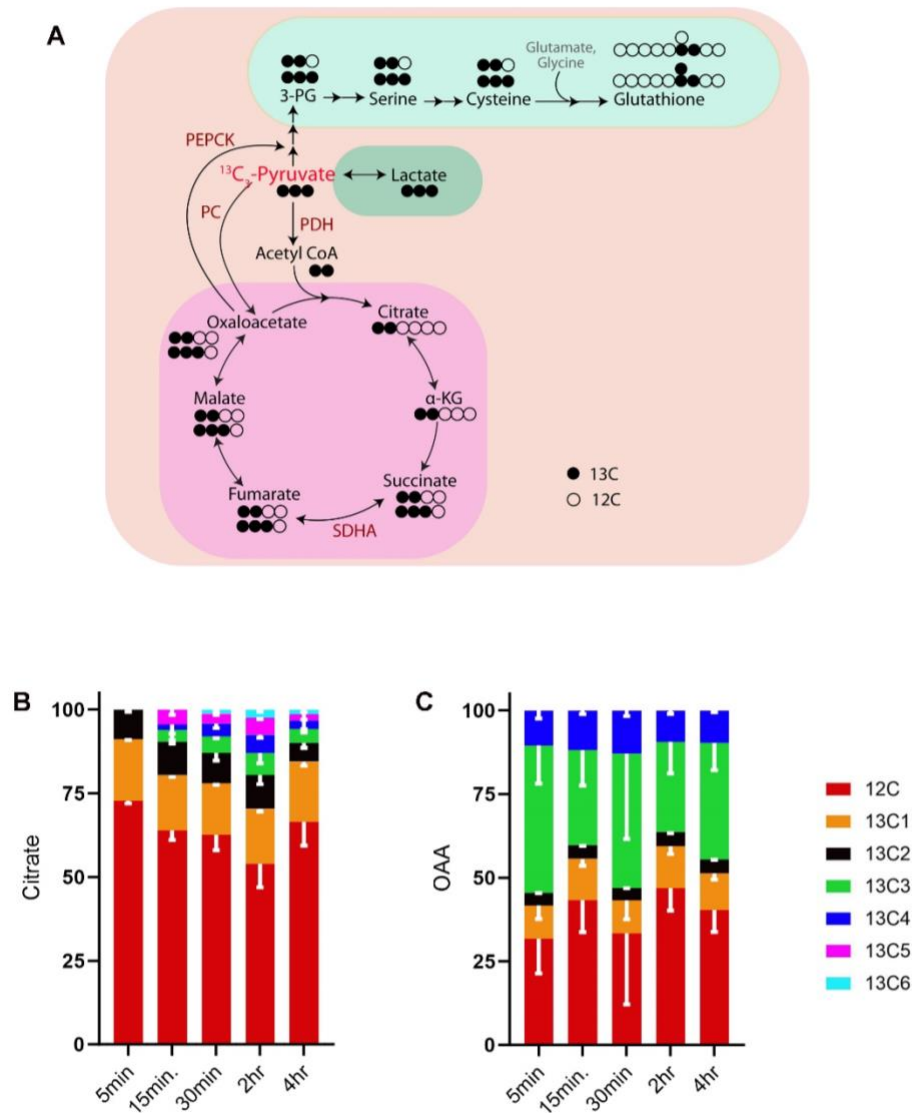 A
Glutamate,
Glycine
3-PG
Serine
Cysteine
Glutathione
PEPCK
13C3-Pyruvate
Lactate
PC
PDH
Acetyl CoA
Oxaloacetate
Citrate
Malate
α-KG
Fumarate
Succinate
SDHA
13C
12C
B
C
100
75
50
25
0
Citrate
5min
15min.
30min
2hr
4hr
100
75
50
25
0
OAA
5min
15min.
30min
2hr
4hr
12C
13C1
13C2
13C3
13C4
13C5
13C6